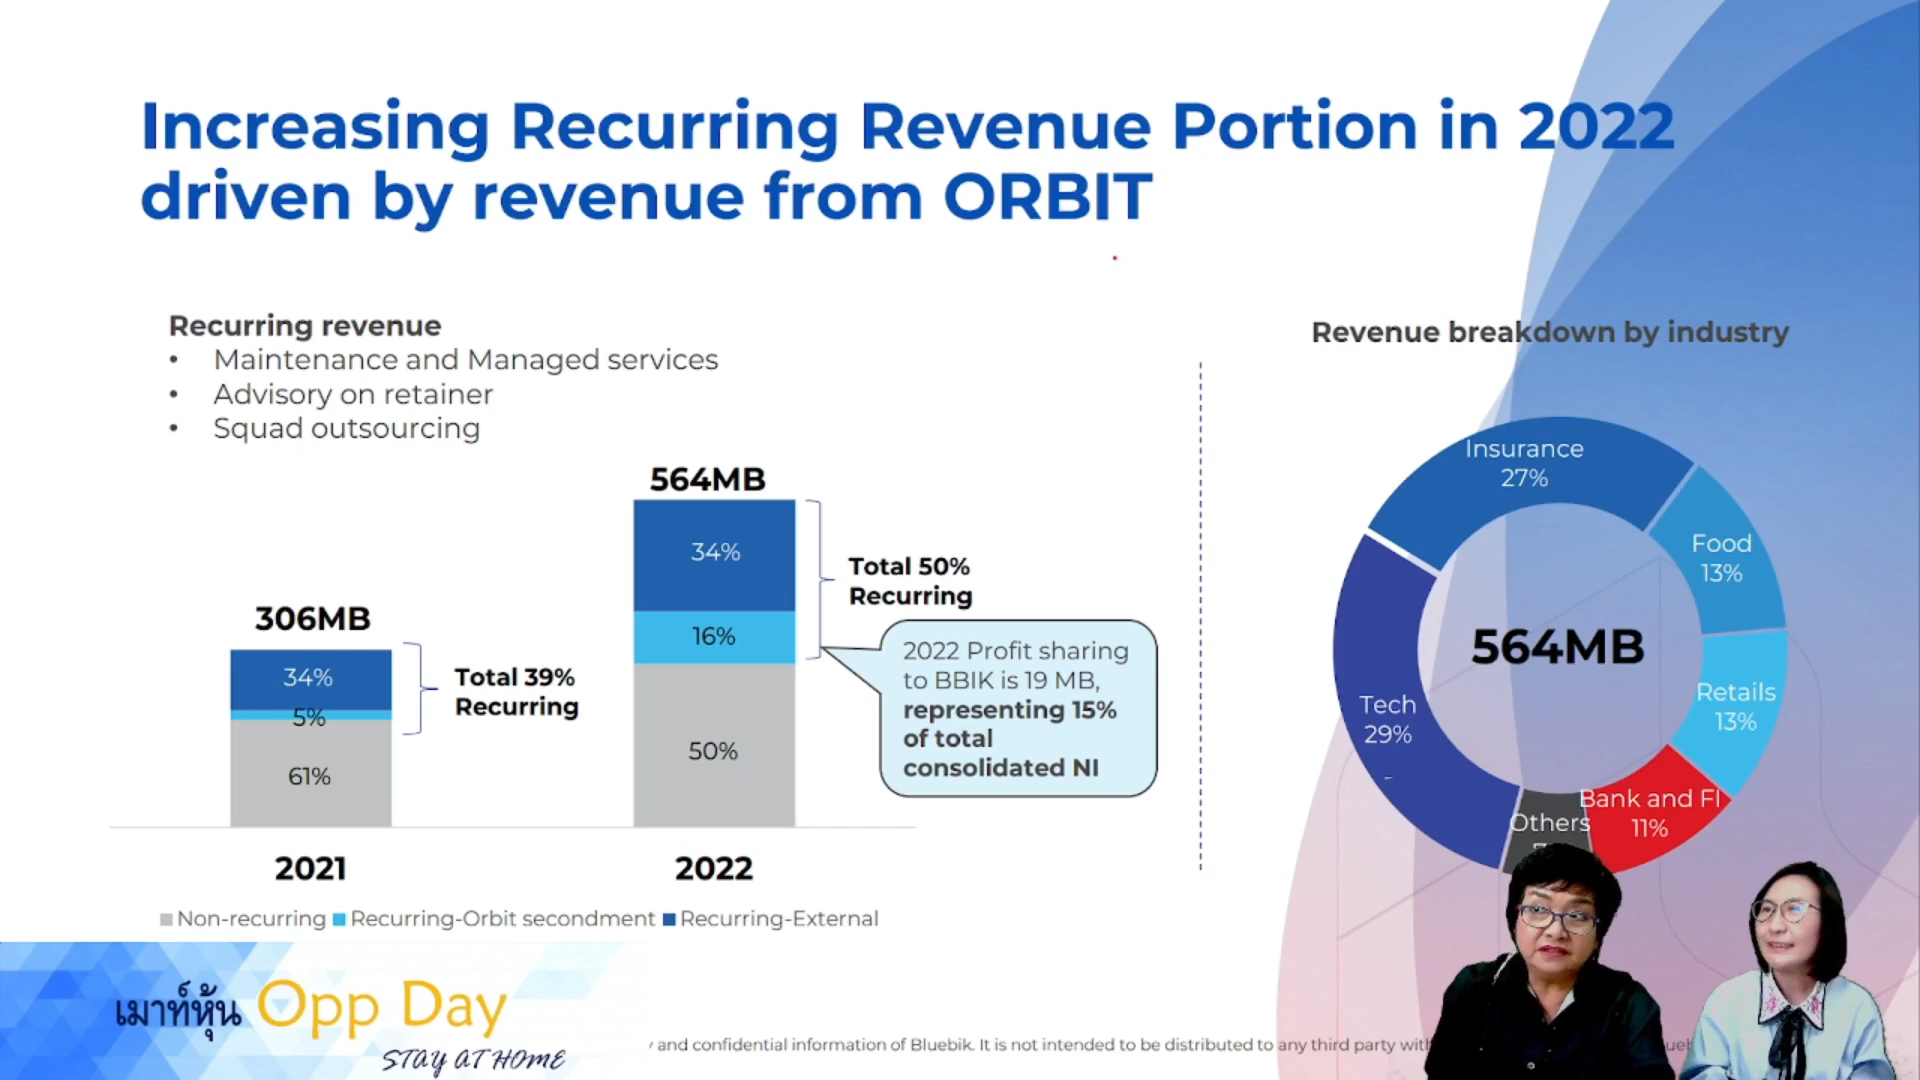 Increasing Recurring Revenue Portion in 2022
driven by revenue from ORBIT
Recurring revenue
• Maintenance and Managed services
• Advisory on retainer
• Squad outsourcing
306MB
34%
5%
61%
Total 39%
Recurring
2021
564MB
34%
16%
50%
Total 50%
Recurring
2022 Profit sharing
to BBIK is 19 MB,
representing 15%
of total
consolidated NI
2022
Non-recurring Recurring-Orbit secondment Recurring-External
Revenue breakdown by industry
Insurance
27%
Food
13%
Retails
13%
Bank and FI
11%
Others
Tech
29%
564MB
เมาท์หุ้น Opp Day
STAY AT HOME
and confidential information of Bluebik. It is not intended to be distributed to any third party